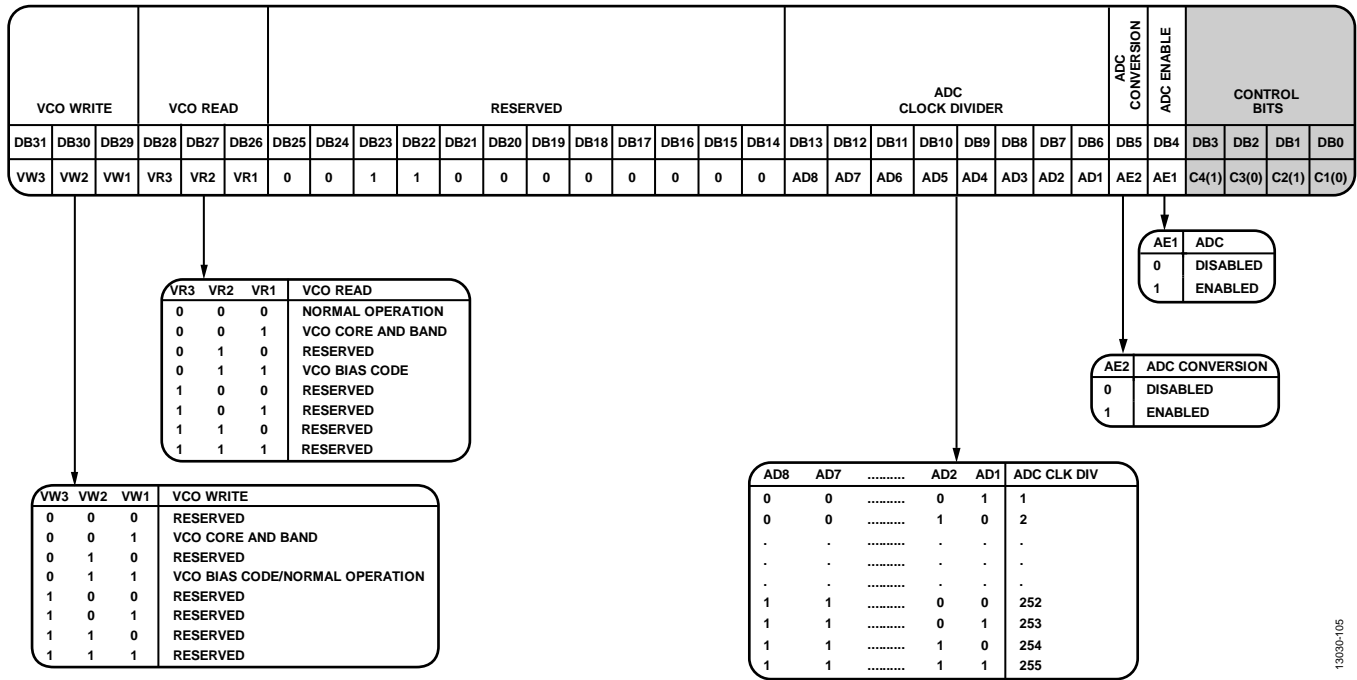 VCO WRITE VCO READ RESERVED ADC CLOCK DIVIDER ADC CONVERSION ADC ENABLE CONTROL BITS
DB31 DB30 DB29 DB28 DB27 DB26 DB25 DB24 DB23 DB22 DB21 DB20 DB19 DB18 DB17 DB16 DB15 DB14 DB13 DB12 DB11 DB10 DB9 DB8 DB7 DB6 DB5 DB4 DB3 DB2 DB1 DB0
VW3 VW2 VW1 VR3 VR2 VR1 0 0 1 1 0 0 0 0 0 0 0 0 AD8 AD7 AD6 AD5 AD4 AD3 AD2 AD1 AE2 AE1 C4(1) C3(0) C2(1) C1(0)
AE1 ADC
0 DISABLED
1 ENABLED
VR3 VR2 VR1 VCO READ
0 0 0 NORMAL OPERATION
0 0 1 VCO CORE AND BAND
0 1 0 RESERVED
0 1 1 VCO BIAS CODE
1 0 0 RESERVED
1 0 1 RESERVED
1 1 0 RESERVED
1 1 1 RESERVED
AE2 ADC CONVERSION
0 DISABLED
1 ENABLED
VW3 VW2 VW1 VCO WRITE
0 0 0 RESERVED
0 0 1 VCO CORE AND BAND
0 1 0 RESERVED
0 1 1 VCO BIAS CODE/NORMAL OPERATION
1 0 0 RESERVED
1 0 1 RESERVED
1 1 0 RESERVED
1 1 1 RESERVED
AD8 AD7 .......... AD2 AD1 ADC CLK DIV
0 0 .......... 0 1 1
0 0 .......... 1 0 2
. . .......... . . .
. . .......... . . .
. . .......... . . .
1 1 .......... 0 0 252
1 1 .......... 0 1 253
1 1 .......... 1 0 254
1 1 .......... 1 1 255
13030-105